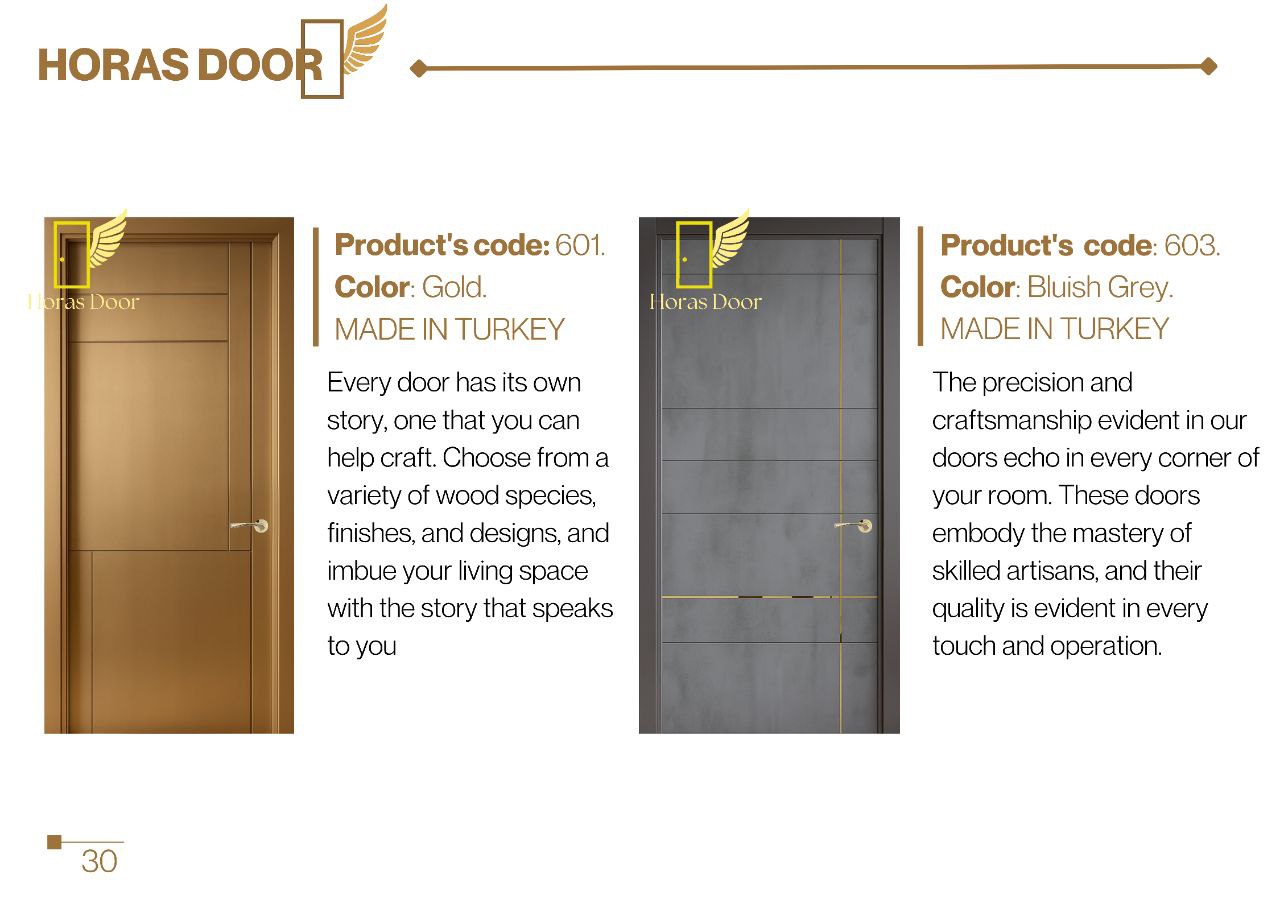 HORAS DOOR
Horas Door
Product's code: 601.
Color: Gold.
MADE IN TURKEY
Every door has its own
story, one that you can
help craft. Choose from a
variety of wood species,
finishes, and designs, and
imbue your living space
with the story that speaks
to you
Horas Door
Product's code: 603.
Color: Bluish Grey.
MADE IN TURKEY
The precision and
craftsmanship evident in our
doors echo in every corner of
your room. These doors
embody the mastery of
skilled artisans, and their
quality is evident in every
touch and operation.
30